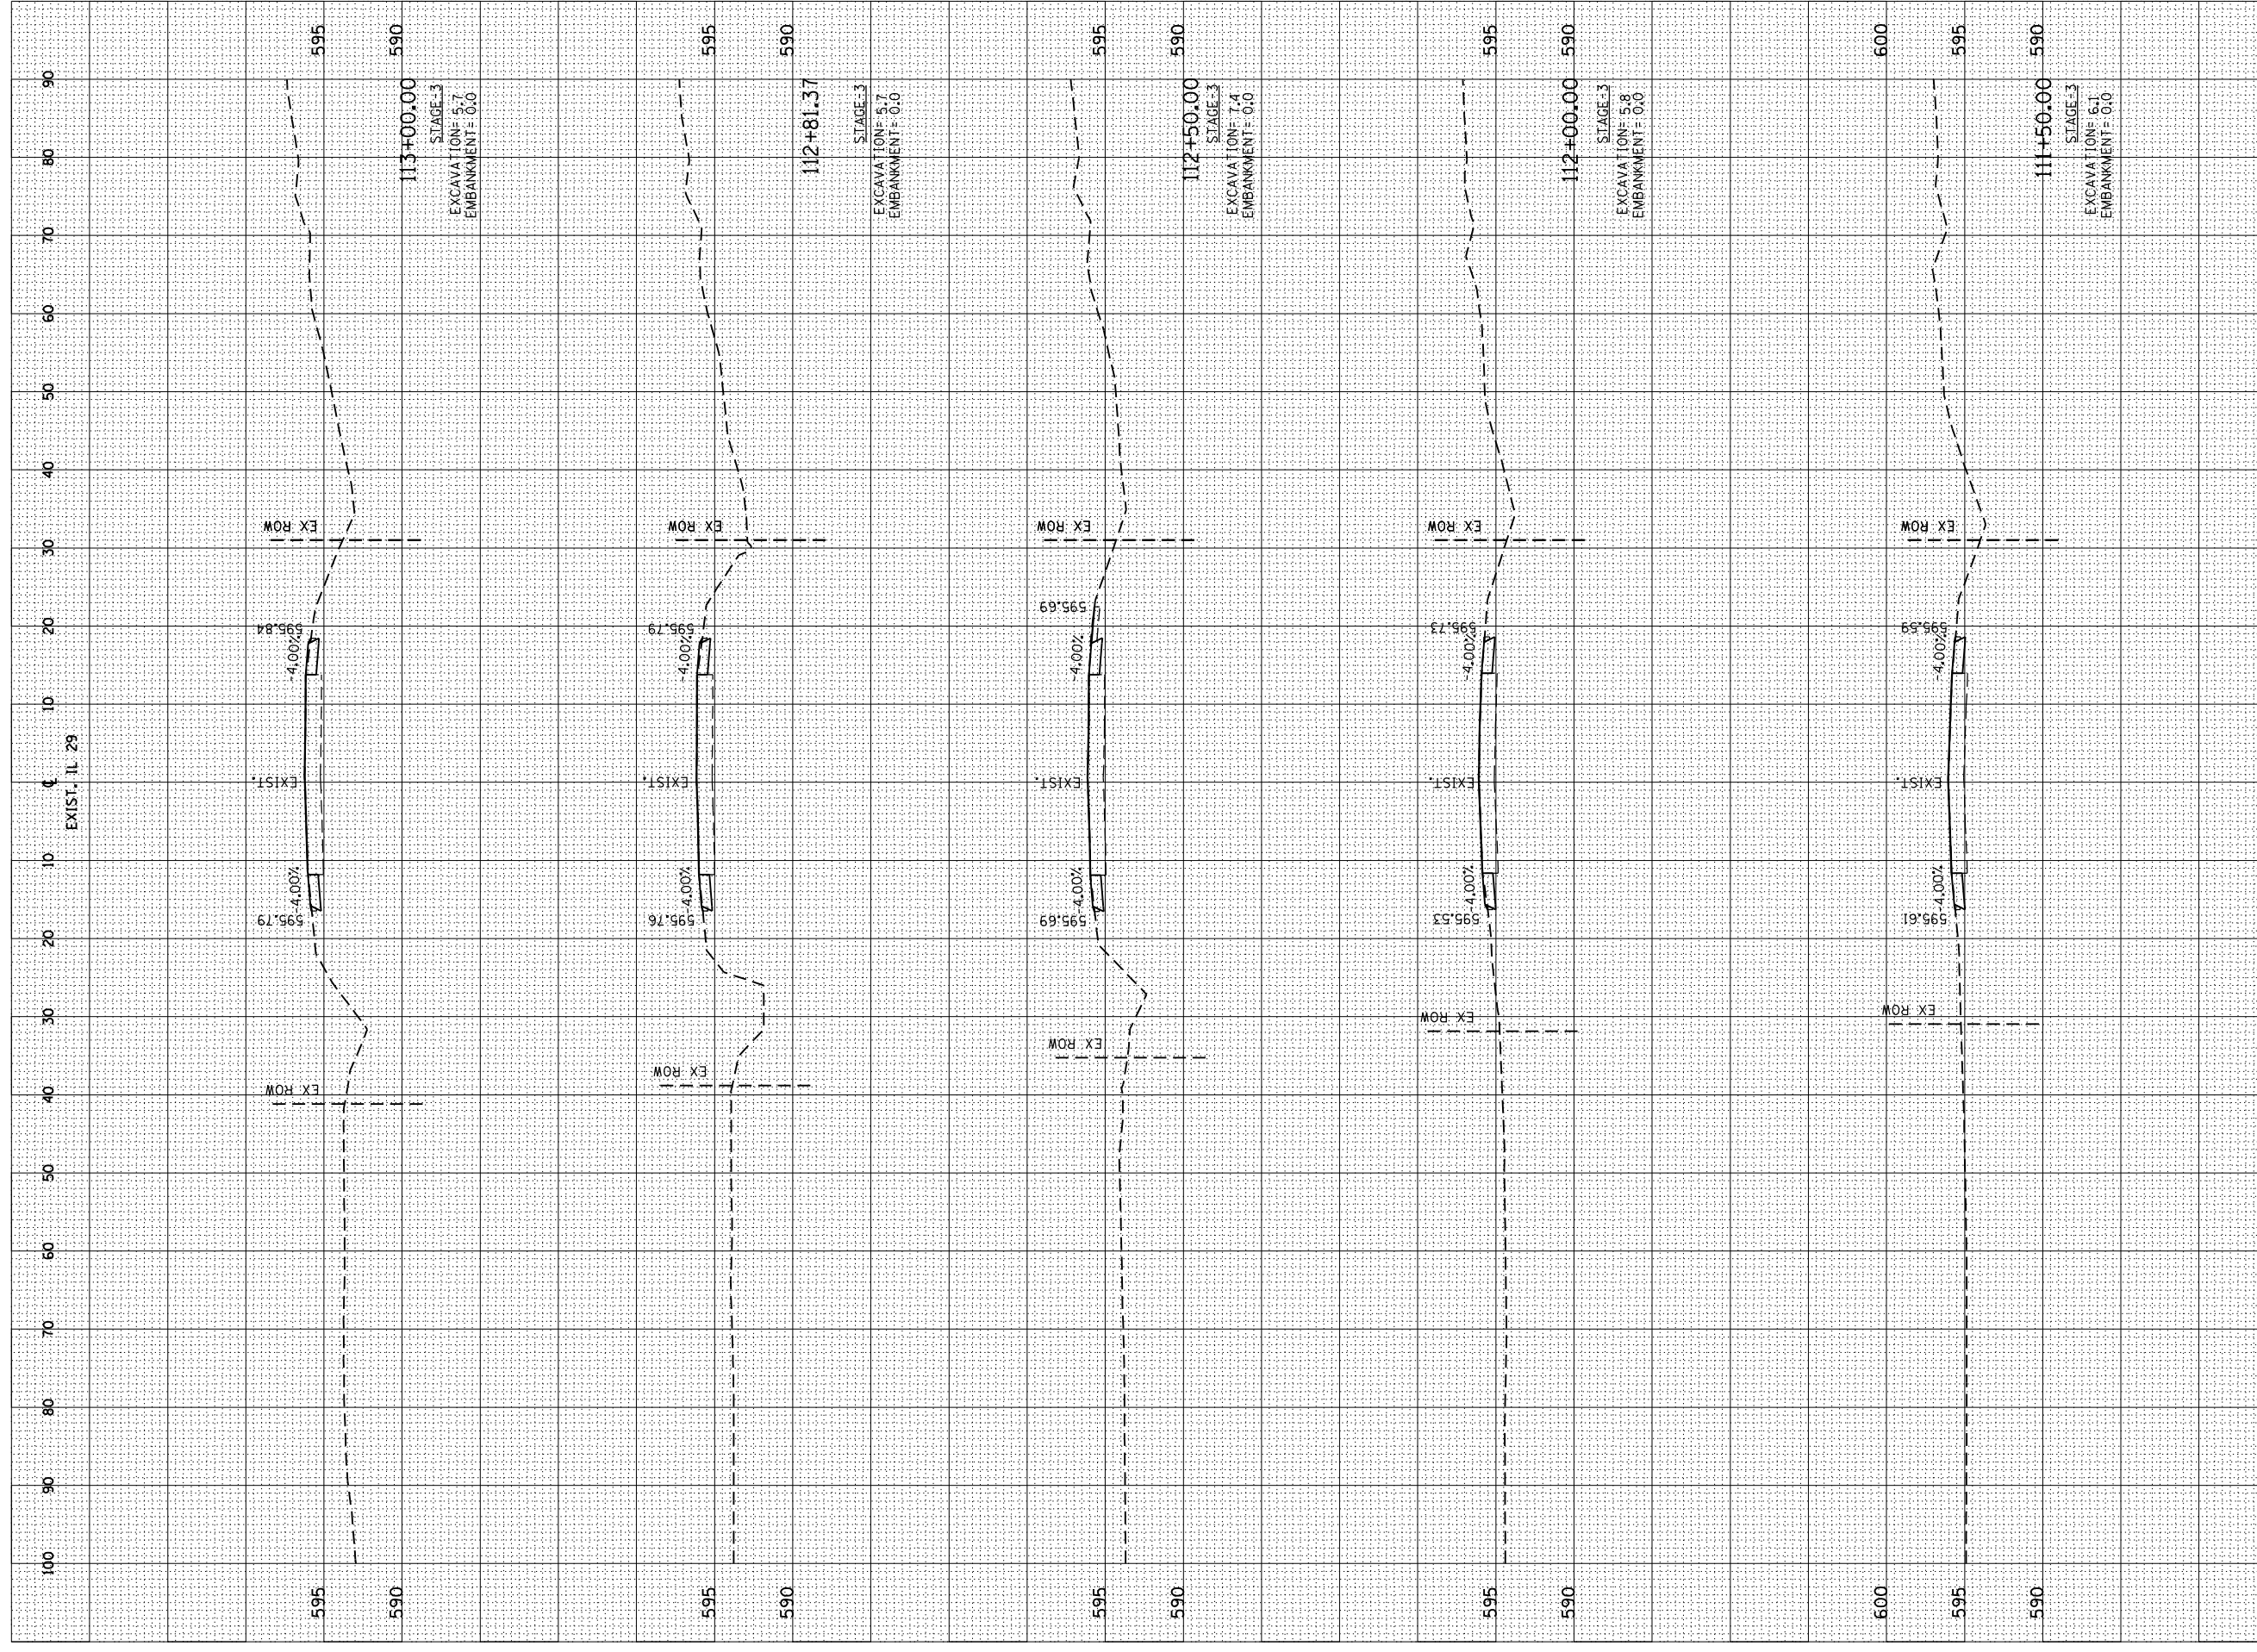 100 90 80 70 60 50 40 30 20 10 ℄ 10 20 30 40 50 60 70 80 90
EXIST. IL 29
595 595
590 590
EX ROW
595.79
-4.00%
EXIST.
-4.00%
595.84
EX ROW
113+00.00
STAGE-3
EXCAVATION= 5.7
EMBANKMENT= 0.0
595 595
590 590
EX ROW
595.76
-4.00%
EXIST.
-4.00%
595.79
EX ROW
112+81.37
STAGE-3
EXCAVATION= 5.7
EMBANKMENT= 0.0
595 595
590 590
EX ROW
595.69
-4.00%
EXIST.
-4.00%
595.69
EX ROW
112+50.00
STAGE-3
EXCAVATION= 7.4
EMBANKMENT= 0.0
595 595
590 590
EX ROW
595.53
-4.00%
EXIST.
-4.00%
595.73
EX ROW
112+00.00
STAGE-3
EXCAVATION= 5.8
EMBANKMENT= 0.0
600 600
595 595
590 590
EX ROW
595.61
-4.00%
EXIST.
-4.00%
595.59
EX ROW
111+50.00
STAGE-3
EXCAVATION= 6.1
EMBANKMENT= 0.0